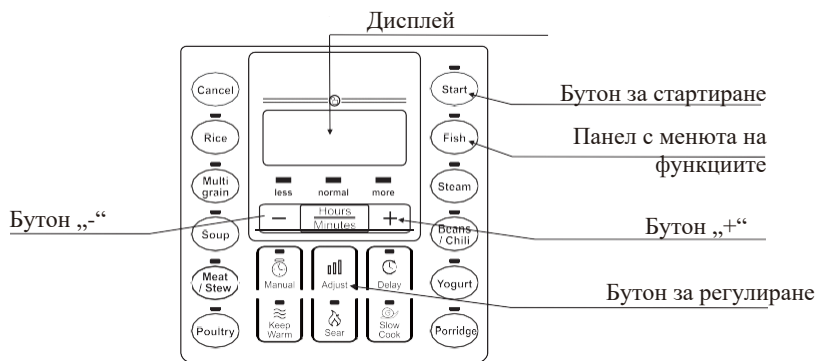 Дисплей
Cancel
Start
Бутон за стартиране
Rice
Fish
Панел с менюта на
функциите
Multi
grain
less normal more
Steam
Бутон „-“
Hours
Minutes
− +
Бутон „+“
Soup
Beans
/ Chili
Meat
/ Stew
Manual
Adjust
Delay
Yogurt
Бутон за регулиране
Poultry
Keep
Warm
Sear
Slow
Cook
Porridge